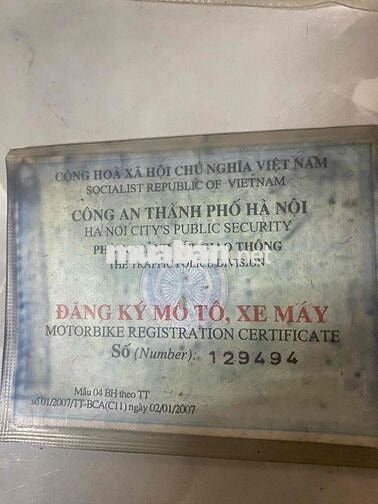 CỘNG HOÀ XÃ HỘI CHỦ NGHĨA VIỆT NAM
SOCIALIST REPUBLIC OF VIETNAM
CÔNG AN THÀNH PHỐ HÀ NỘI
HA NOI CITY'S PUBLIC SECURITY
GIAO THÔNG
THE TRAFFIC POLICE DIVISION
ĐĂNG KÝ MÔ TÔ, XE MÁY
MOTORBIKE REGISTRATION CERTIFICATE
Số (Number): 129494
Mẫu 04 BH theo TT
số 01/2007/TT-BCA(C11) ngày 02/01/2007